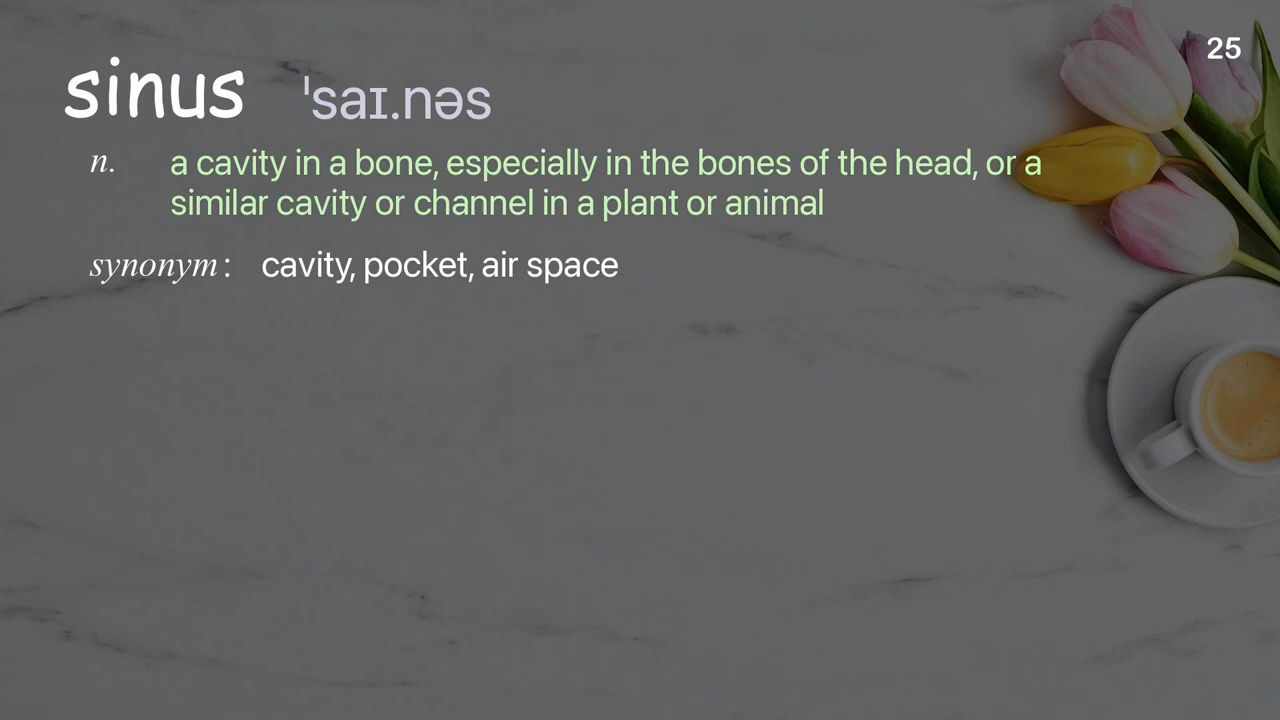 25
sinus ˈsaɪ.nəs
n. a cavity in a bone, especially in the bones of the head, or a
similar cavity or channel in a plant or animal
synonym : cavity, pocket, air space